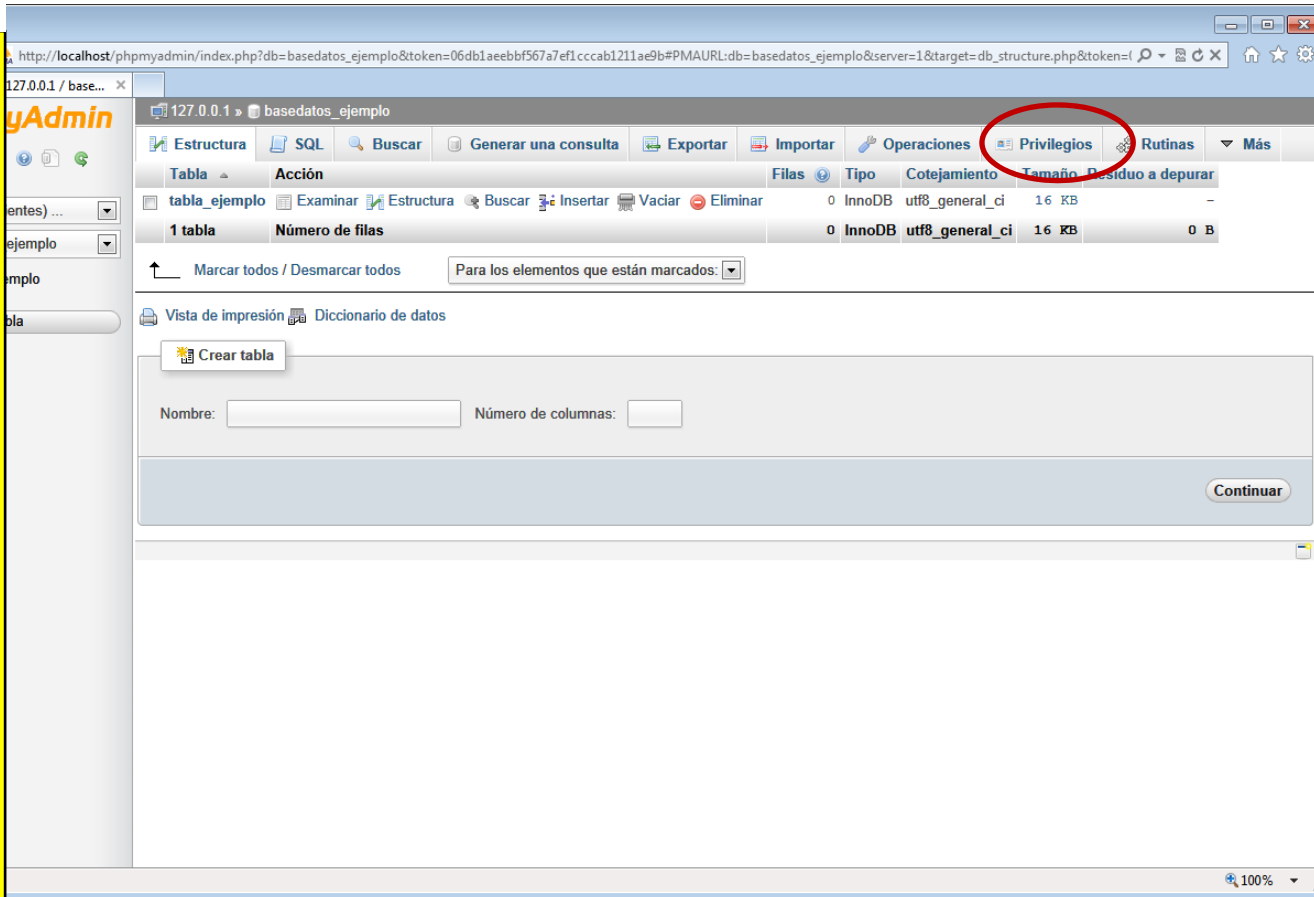 http://localhost/phpmyadmin/index.php?db=basedatos_ejemplo&token=06db1aeebbf567a7ef1cccab1211ae9b#PMAURL:db=basedatos_ejemplo&server=1&target=db_structure.php&token=(
127.0.0.1 / base...
yAdmin
127.0.0.1 » basedatos_ejemplo
Estructura SQL Buscar Generar una consulta Exportar Importar Operaciones Privilegios Rutinas Más
Tabla Acción Filas Tipo Cotejamiento Tamaño Residuo a depurar
tabla_ejemplo Examinar Estructura Buscar Insertar Vaciar Eliminar 0 InnoDB utf8_general_ci 16 KB –
1 tabla Número de filas 0 InnoDB utf8_general_ci 16 KB 0 B
Marcar todos / Desmarcar todos Para los elementos que están marcados:
ientes) ...
ejemplo
emplo
bla
Vista de impresión Diccionario de datos
Crear tabla
Nombre: Número de columnas:
Continuar
100%